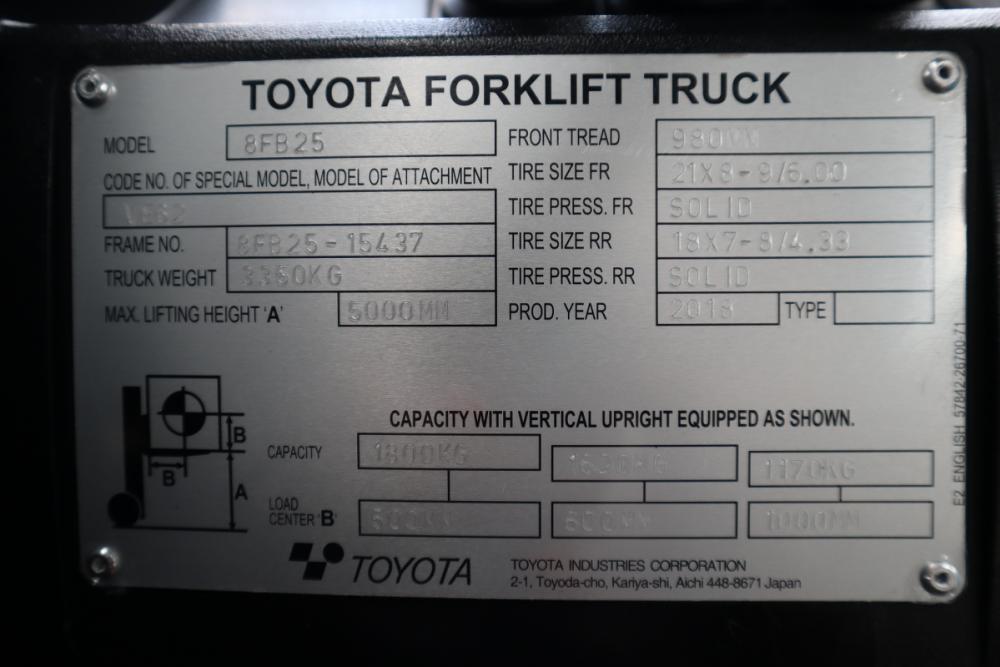 TOYOTA FORKLIFT TRUCK
MODEL 8FB25
CODE NO. OF SPECIAL MODEL, MODEL OF ATTACHMENT
FRAME NO. 8FB25-15437
TRUCK WEIGHT
MAX. LIFTING HEIGHT 'A' 5000MM
FRONT TREAD 980MM
TIRE SIZE FR 21X8-9/6.00
TIRE PRESS. FR SOLID
TIRE SIZE RR 18X7-8/4.33
TIRE PRESS. RR SOLID
PROD. YEAR 2018 TYPE
CAPACITY WITH VERTICAL UPRIGHT EQUIPPED AS SHOWN.
B
B
A
CAPACITY 1170KG
LOAD CENTER 'B' 600MM 1000MM
TOYOTA
TOYOTA INDUSTRIES CORPORATION
2-1, Toyoda-cho, Kariya-shi, Aichi 448-8671 Japan
E2 ENGLISH 57842-26700-71